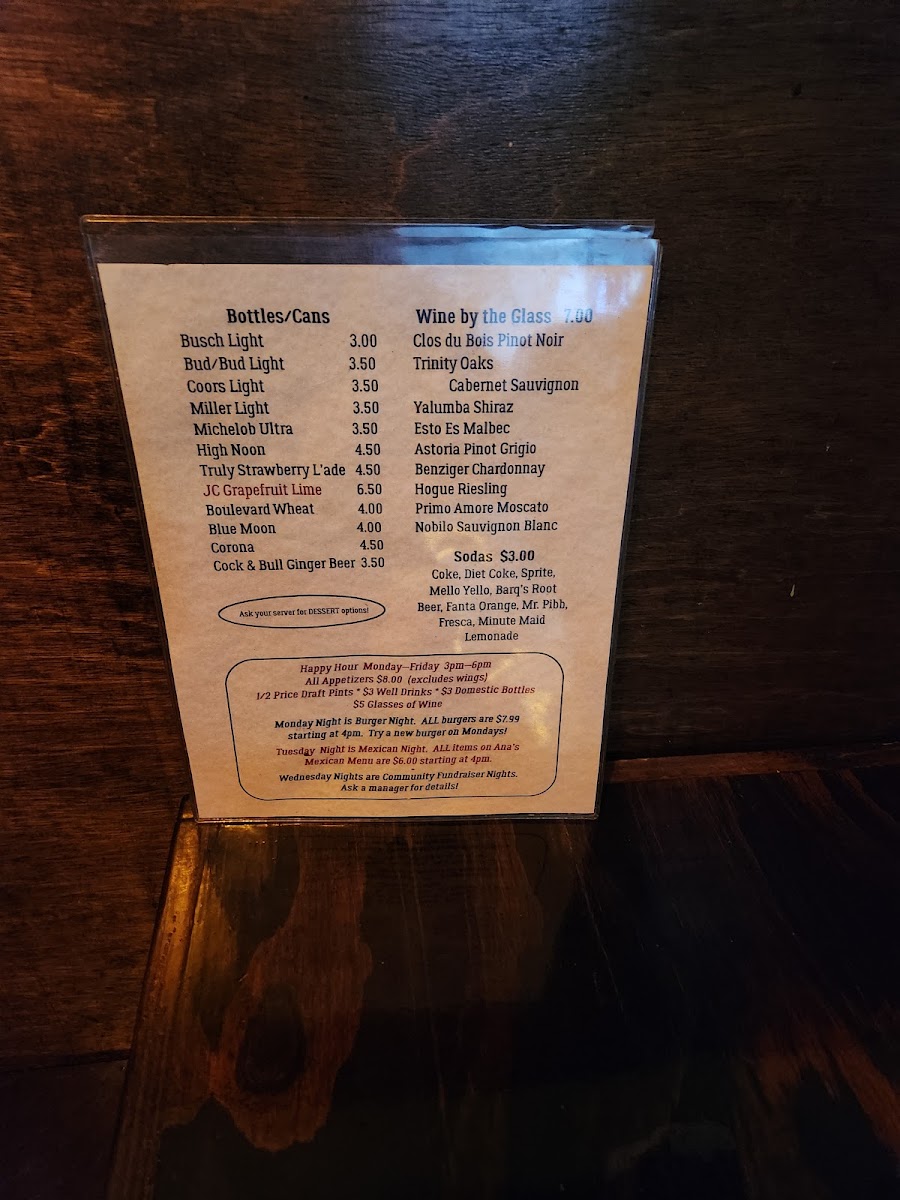 Bottles/Cans
Busch Light 3.00
Bud/Bud Light 3.50
Coors Light 3.50
Miller Light 3.50
Michelob Ultra 3.50
High Noon 4.50
Truly Strawberry L'ade 4.50
JC Grapefruit Lime 6.50
Boulevard Wheat 4.00
Blue Moon 4.00
Corona 4.50
Cock & Bull Ginger Beer 3.50
Ask your server for DESSERT options!
Wine by the Glass 7.00
Clos du Bois Pinot Noir
Trinity Oaks
Cabernet Sauvignon
Yalumba Shiraz
Esto Es Malbec
Astoria Pinot Grigio
Benziger Chardonnay
Hogue Riesling
Primo Amore Moscato
Nobilo Sauvignon Blanc
Sodas $3.00
Coke, Diet Coke, Sprite,
Mello Yello, Barq's Root
Beer, Fanta Orange, Mr. Pibb,
Fresca, Minute Maid
Lemonade
Happy Hour Monday—Friday 3pm—6pm
All Appetizers $8.00 (excludes wings)
1/2 Price Draft Pints * $3 Well Drinks * $3 Domestic Bottles
$5 Glasses of Wine
Monday Night is Burger Night. ALL burgers are $7.99
starting at 4pm. Try a new burger on Mondays!
Tuesday Night is Mexican Night. ALL items on Ana's
Mexican Menu are $6.00 starting at 4pm.
Wednesday Nights are Community Fundraiser Nights.
Ask a manager for details!